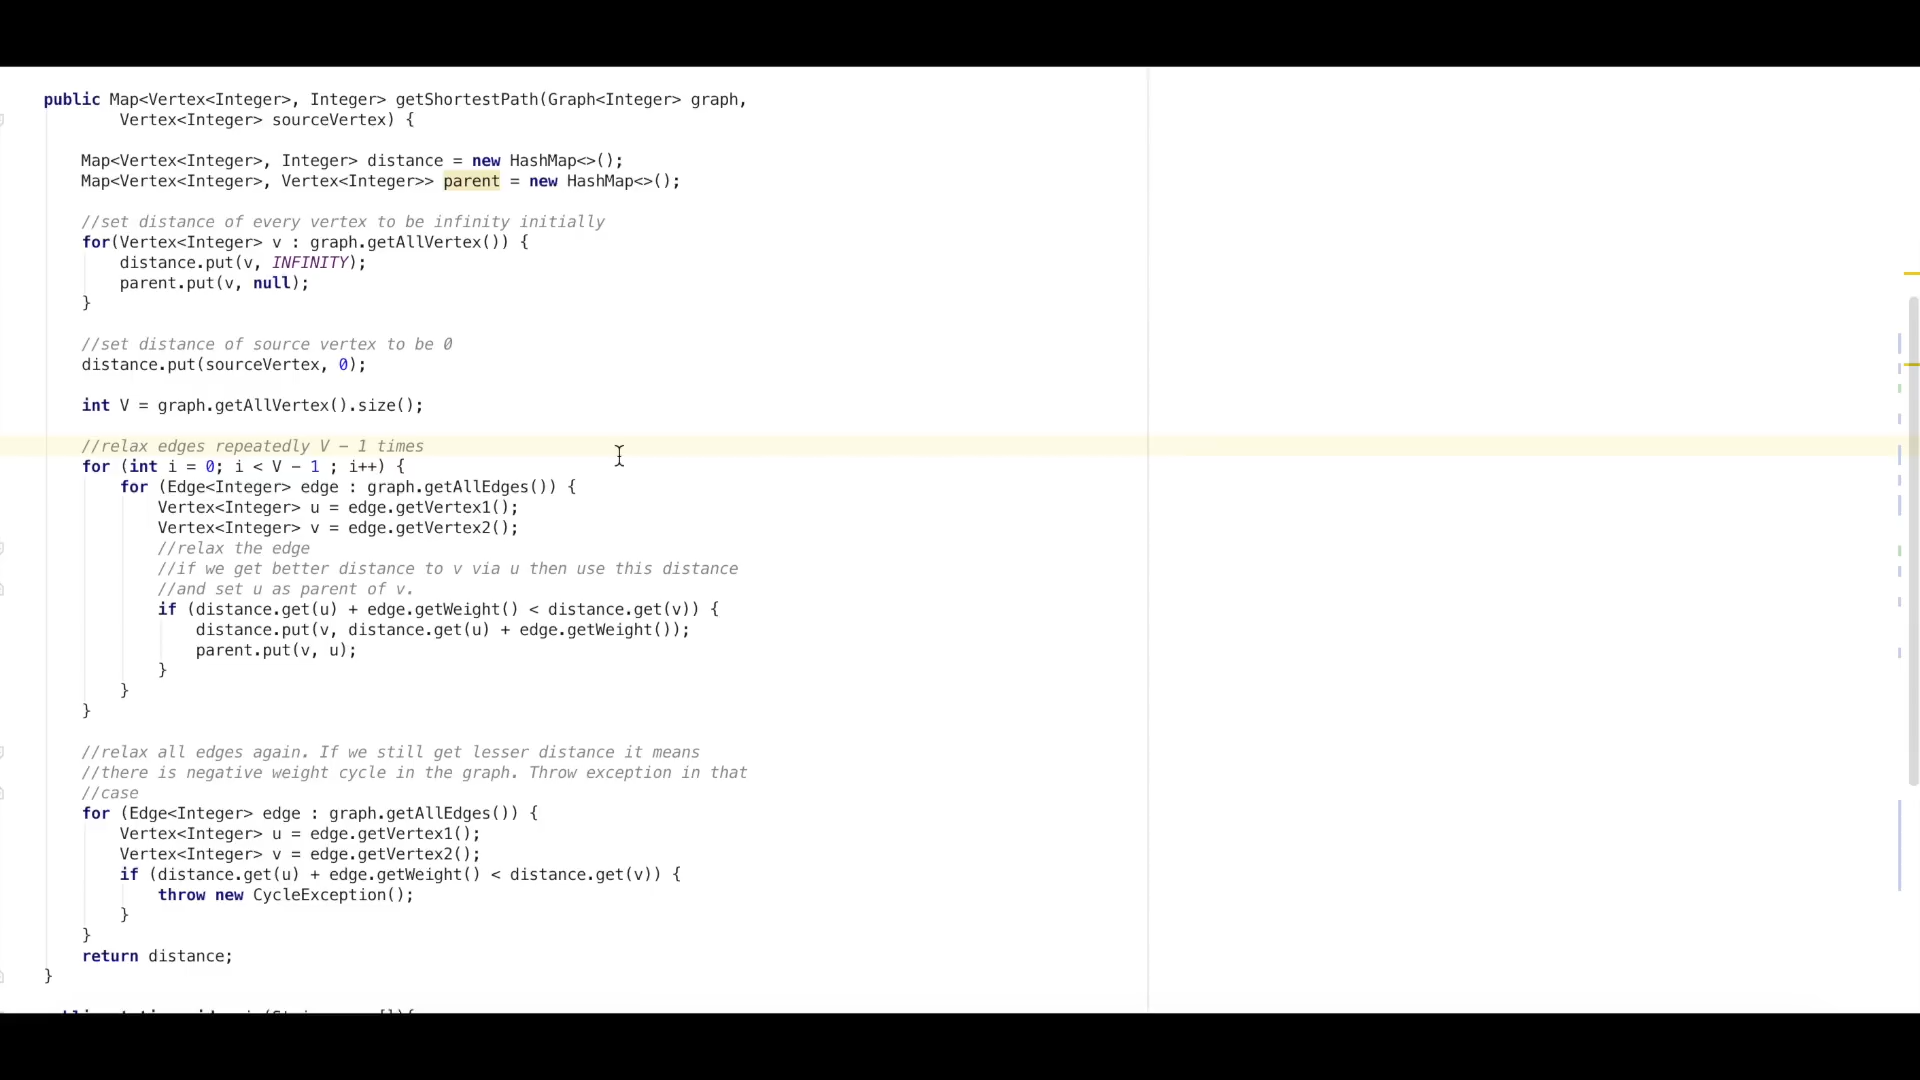 public Map<Vertex<Integer>, Integer> getShortestPath(Graph<Integer> graph,
Vertex<Integer> sourceVertex) {
Map<Vertex<Integer>, Integer> distance = new HashMap<>();
Map<Vertex<Integer>, Vertex<Integer>> parent = new HashMap<>();
//set distance of every vertex to be infinity initially
for(Vertex<Integer> v : graph.getAllVertex()) {
distance.put(v, INFINITY);
parent.put(v, null);
}
//set distance of source vertex to be 0
distance.put(sourceVertex, 0);
int V = graph.getAllVertex().size();
//relax edges repeatedly V - 1 times
for (int i = 0; i < V - 1 ; i++) {
for (Edge<Integer> edge : graph.getAllEdges()) {
Vertex<Integer> u = edge.getVertex1();
Vertex<Integer> v = edge.getVertex2();
//relax the edge
//if we get better distance to v via u then use this distance
//and set u as parent of v.
if (distance.get(u) + edge.getWeight() < distance.get(v)) {
distance.put(v, distance.get(u) + edge.getWeight());
parent.put(v, u);
}
}
}
//relax all edges again. If we still get lesser distance it means
//there is negative weight cycle in the graph. Throw exception in that
//case
for (Edge<Integer> edge : graph.getAllEdges()) {
Vertex<Integer> u = edge.getVertex1();
Vertex<Integer> v = edge.getVertex2();
if (distance.get(u) + edge.getWeight() < distance.get(v)) {
throw new CycleException();
}
}
return distance;
}